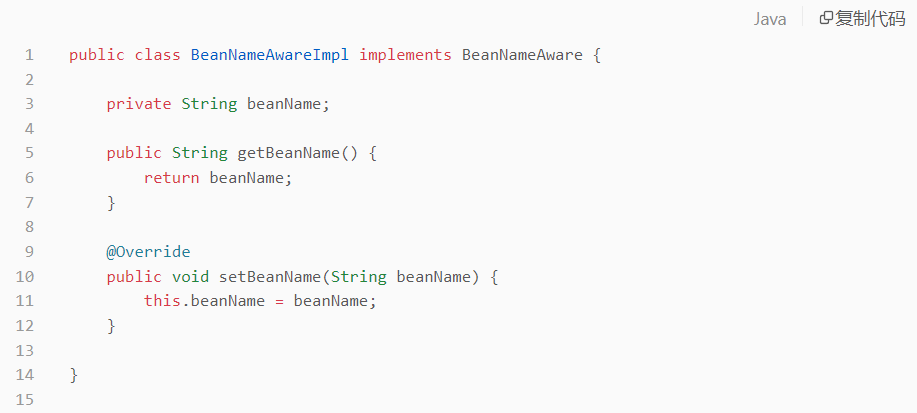 Java 复制代码
1 public class BeanNameAwareImpl implements BeanNameAware {
2
3     private String beanName;
4
5     public String getBeanName() {
6         return beanName;
7     }
8
9     @Override
10     public void setBeanName(String beanName) {
11         this.beanName = beanName;
12     }
13
14 }
15